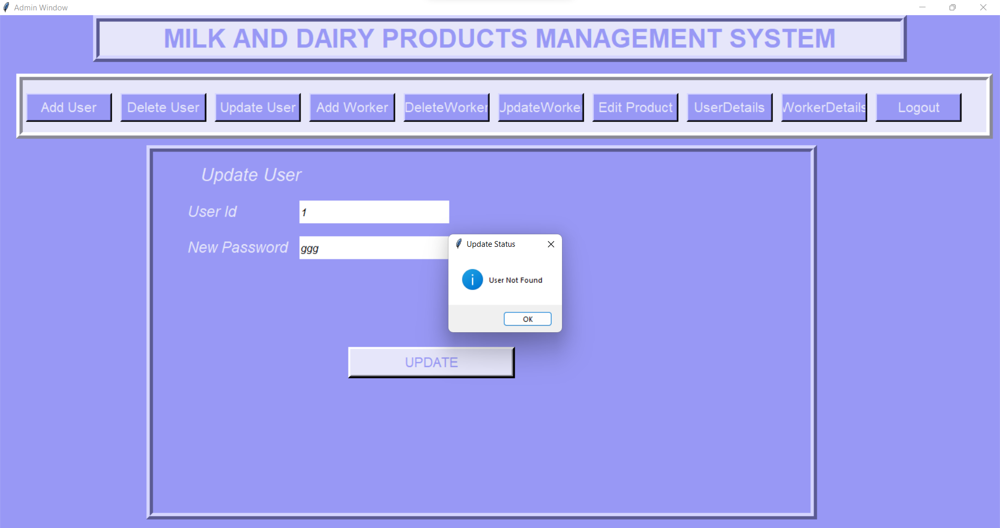 Admin Window
MILK AND DAIRY PRODUCTS MANAGEMENT SYSTEM
Add User Delete User Update User Add Worker DeleteWorker UpdateWorke Edit Product UserDetails WorkerDetails Logout
Update User
User Id 1
New Password ggg
Update Status
User Not Found
OK
UPDATE